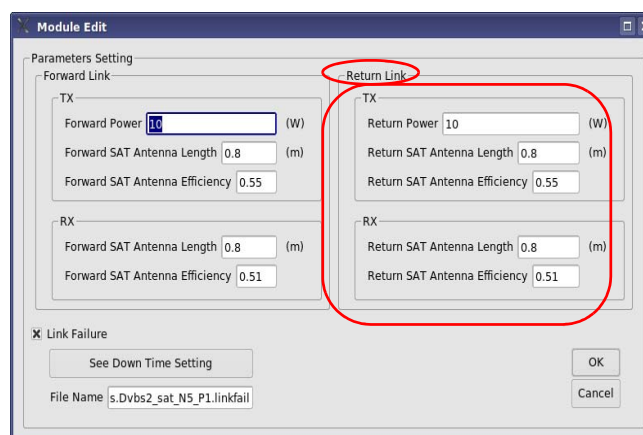 Module Edit
Parameters Setting
Forward Link
TX
Forward Power 10 (W)
Forward SAT Antenna Length 0.8 (m)
Forward SAT Antenna Efficiency 0.55
RX
Forward SAT Antenna Length 0.8 (m)
Forward SAT Antenna Efficiency 0.51
Return Link
TX
Return Power 10 (W)
Return SAT Antenna Length 0.8 (m)
Return SAT Antenna Efficiency 0.55
RX
Return SAT Antenna Length 0.8 (m)
Return SAT Antenna Efficiency 0.51
Link Failure
See Down Time Setting
File Name s.Dvbs2_sat_N5_P1.linkfail
OK
Cancel